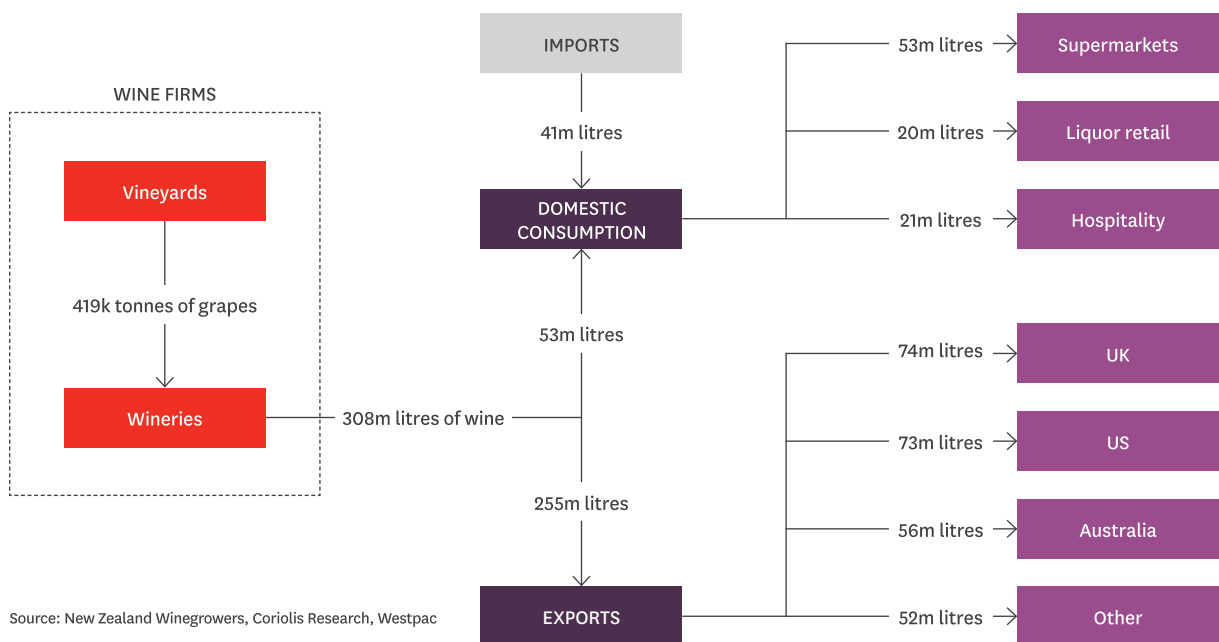 WINE FIRMS
Vineyards
419k tonnes of grapes
Wineries
308m litres of wine
IMPORTS
41m litres
DOMESTIC
CONSUMPTION
53m litres
255m litres
EXPORTS
53m litres
Supermarkets
20m litres
Liquor retail
21m litres
Hospitality
74m litres
UK
73m litres
US
56m litres
Australia
52m litres
Other
Source: New Zealand Winegrowers, Coriolis Research, Westpac